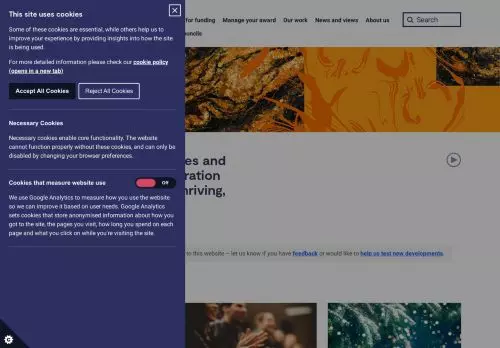 This site uses cookies
Some of these cookies are essential, while others help us to
improve your experience by providing insights into how the site
is being used.
For more detailed information please check our cookie policy
(opens in a new tab)
Accept All Cookies
Reject All Cookies
Necessary Cookies
Necessary cookies enable core functionality. The website
cannot function properly without these cookies, and can only be
disabled by changing your browser preferences.
Cookies that measure website use
Off
We use Google Analytics to measure how you use the website
so we can improve it based on user needs. Google Analytics
sets cookies that store anonymised information about how you
got to the site, the pages you visit, how long you spend on each
page and what you click on while you're visiting the site.
for funding Manage your award Our work News and views About us
Search
to this website – let us know if you have feedback or would like to help us test new developments.